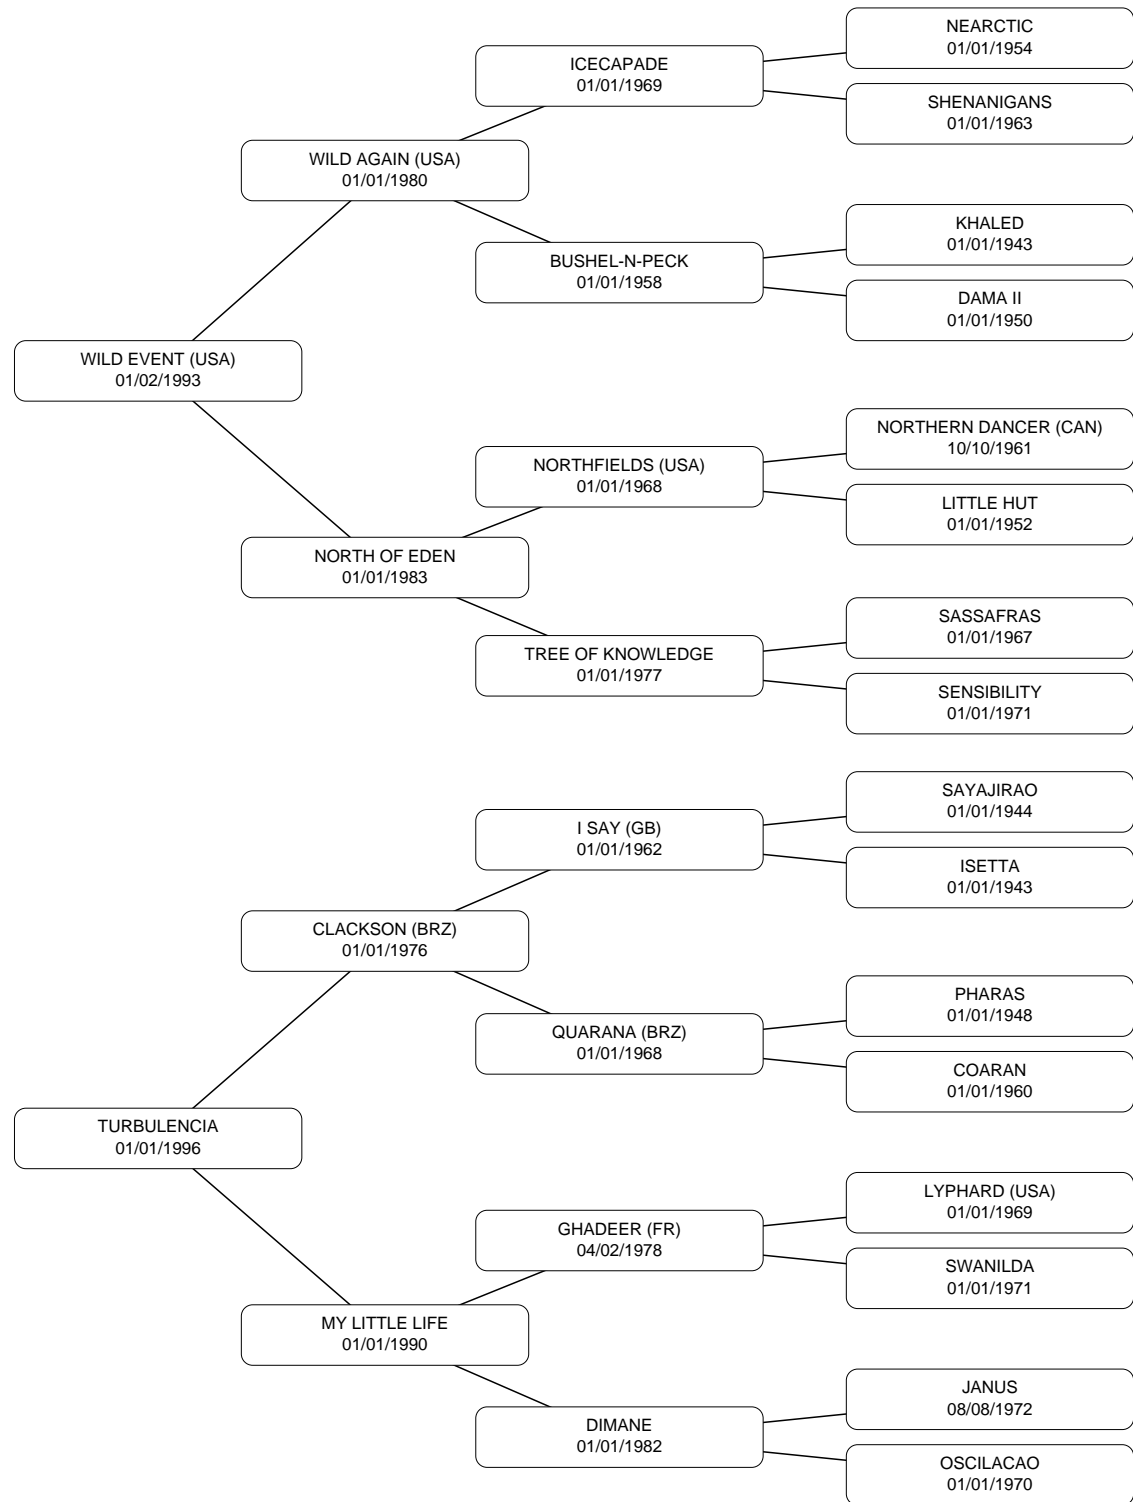 NEARCTIC
01/01/1954
ICECAPADE
01/01/1969
SHENANIGANS
01/01/1963
WILD AGAIN (USA)
01/01/1980
KHALED
01/01/1943
BUSHEL-N-PECK
01/01/1958
DAMA II
01/01/1950
WILD EVENT (USA)
01/02/1993
NORTHERN DANCER (CAN)
10/10/1961
NORTHFIELDS (USA)
01/01/1968
LITTLE HUT
01/01/1952
NORTH OF EDEN
01/01/1983
SASSAFRAS
01/01/1967
TREE OF KNOWLEDGE
01/01/1977
SENSIBILITY
01/01/1971
SAYAJIRAO
01/01/1944
I SAY (GB)
01/01/1962
ISETTA
01/01/1943
CLACKSON (BRZ)
01/01/1976
PHARAS
01/01/1948
QUARANA (BRZ)
01/01/1968
COARAN
01/01/1960
TURBULENCIA
01/01/1996
LYPHARD (USA)
01/01/1969
GHADEER (FR)
04/02/1978
SWANILDA
01/01/1971
MY LITTLE LIFE
01/01/1990
JANUS
08/08/1972
DIMANE
01/01/1982
OSCILACAO
01/01/1970